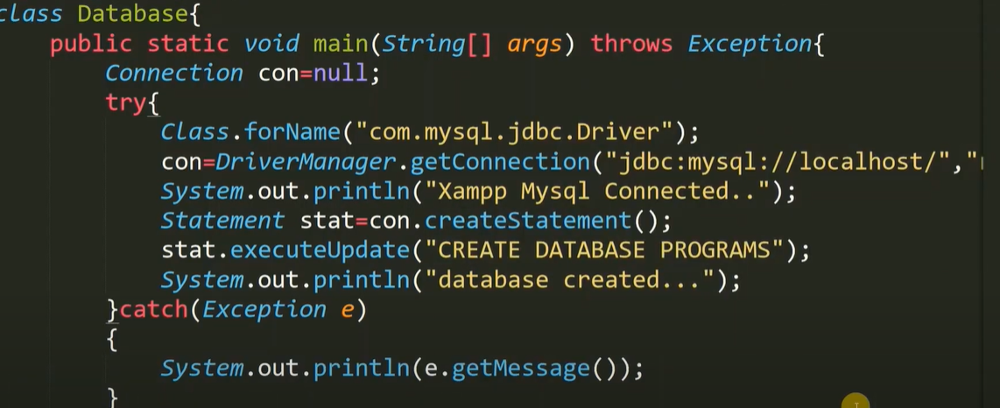 class Database{
public static void main(String[] args) throws Exception{
Connection con=null;
try{
Class.forName("com.mysql.jdbc.Driver");
con=DriverManager.getConnection("jdbc:mysql://localhost/","
System.out.println("Xampp Mysql Connected..");
Statement stat=con.createStatement();
stat.executeUpdate("CREATE DATABASE PROGRAMS");
System.out.println("database created...");
}catch(Exception e)
{
System.out.println(e.getMessage());
}